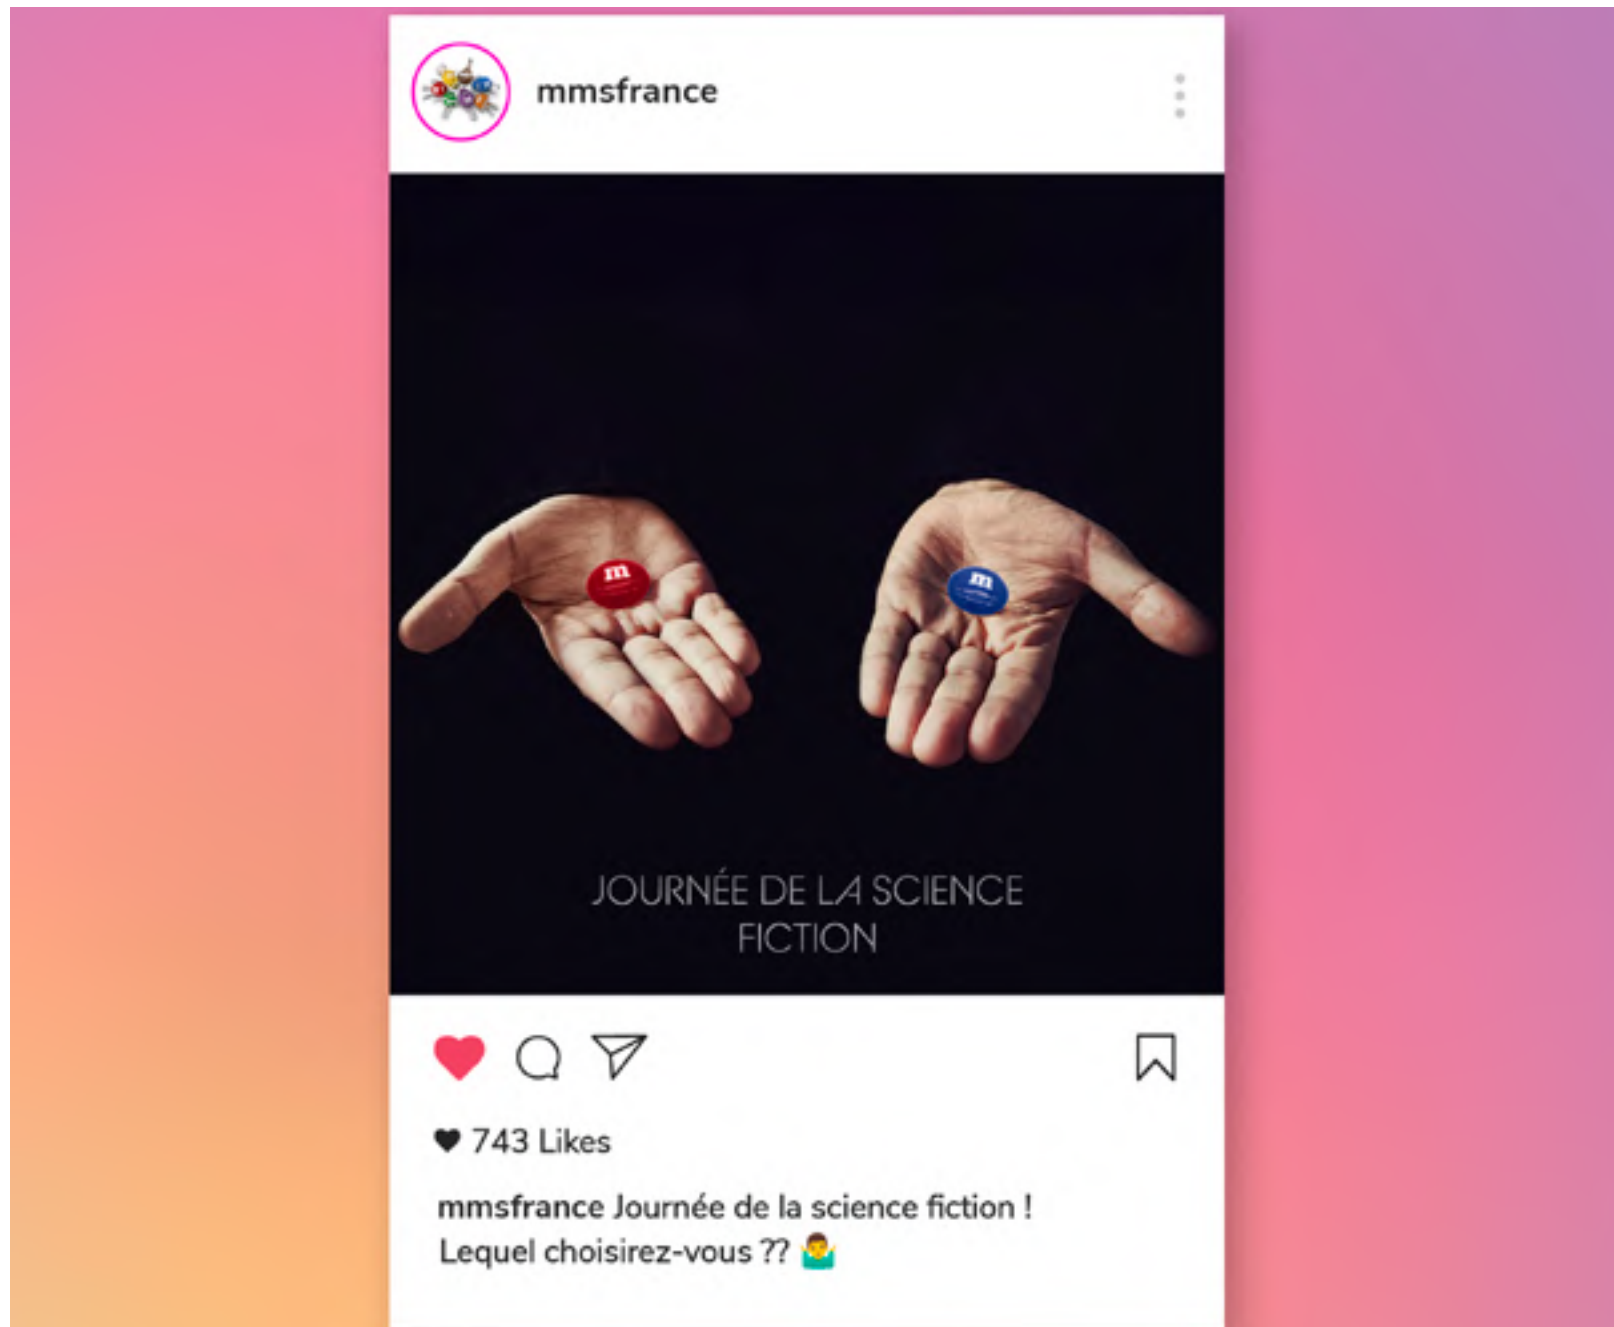 mmsfrance
m
m
JOURNÉE DE LA SCIENCE
FICTION
743 Likes
mmsfrance Journée de la science fiction !
Lequel choisirez-vous ??